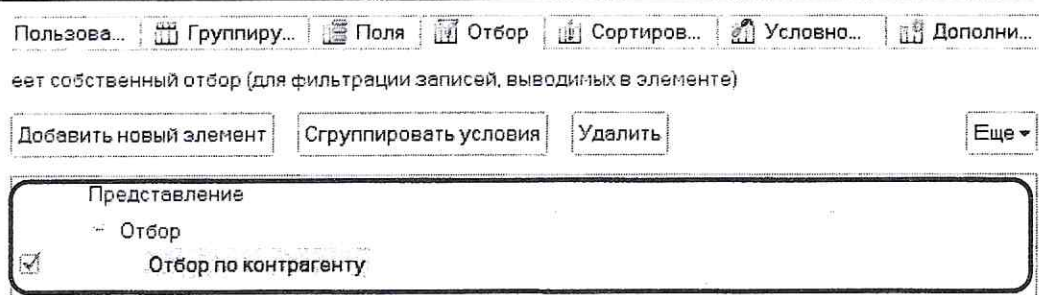 Пользова... Группиру... Поля Отбор Сортиров... Условно... Дополни...
еет собственный отбор (для фильтрации записей, выводимых в элементе)
Добавить новый элемент Сгруппировать условия Удалить Еще
Представление
Отбор
Отбор по контрагенту